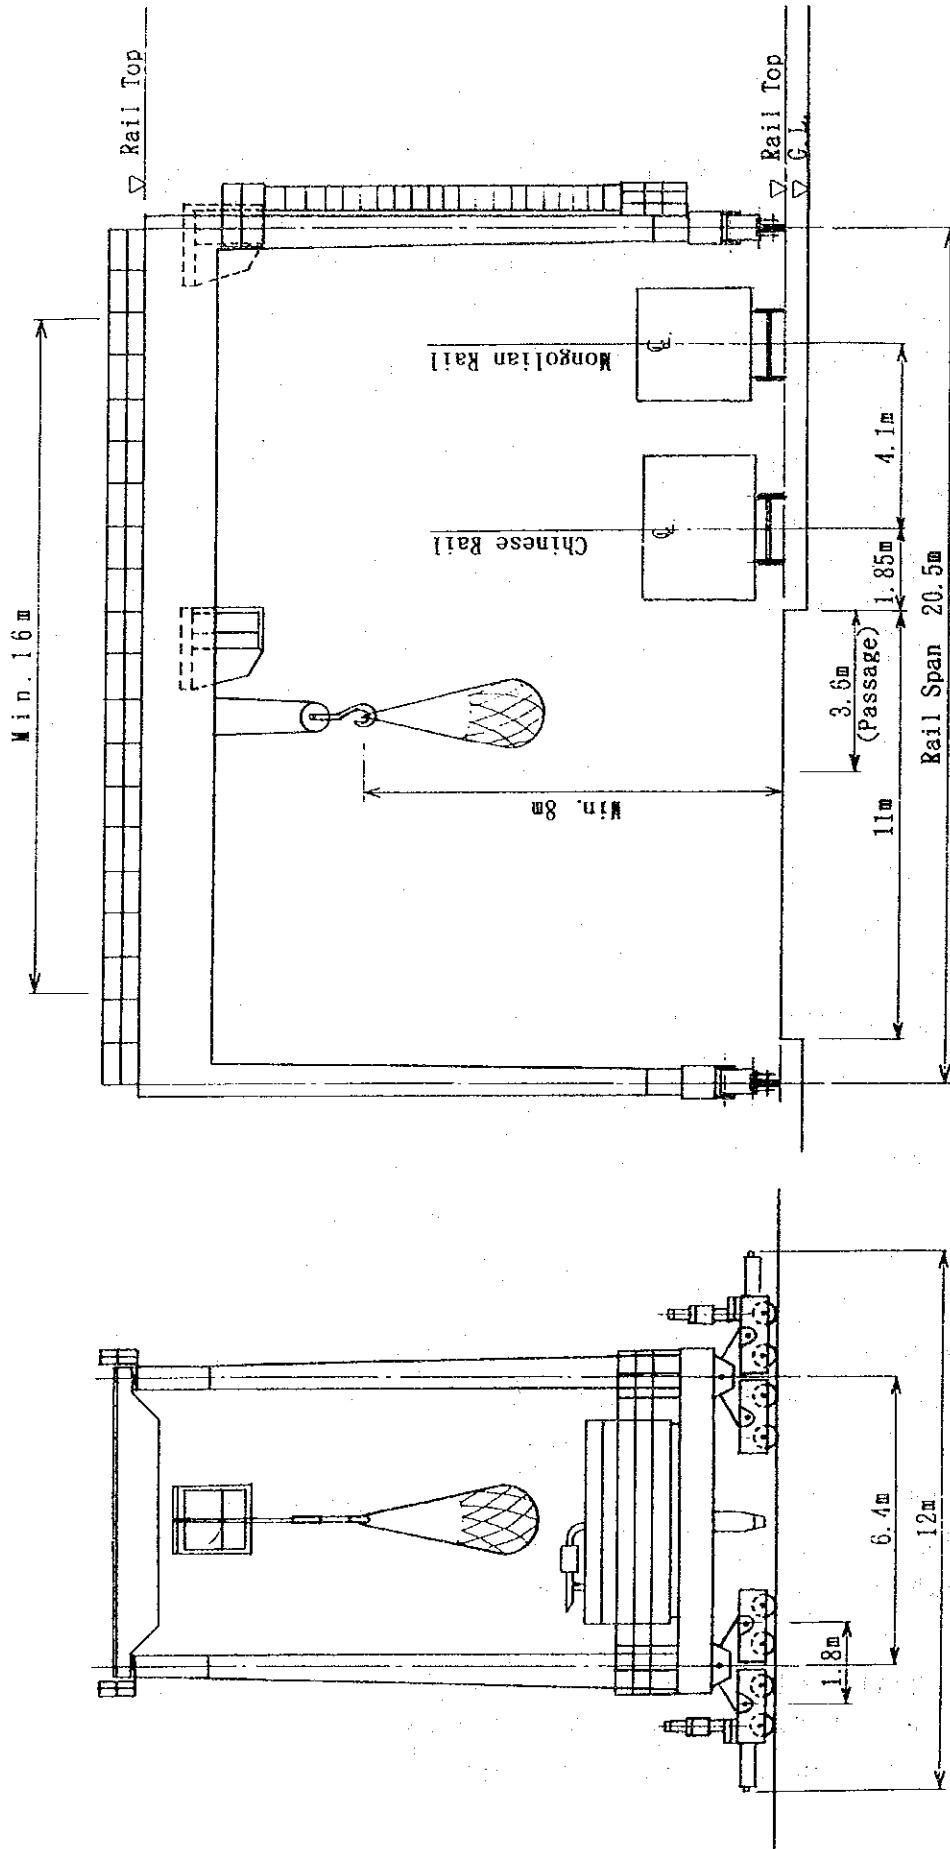 Min. 16m
▽ Rail Top
Mongolian Rail
Chinese Rail
Min. 8m
▽ Rail Top
▽ G.L.
4.1m
1.85m
3.6m
(Passage)
11m
Rail Span 20.5m
1.8m
6.4m
12m